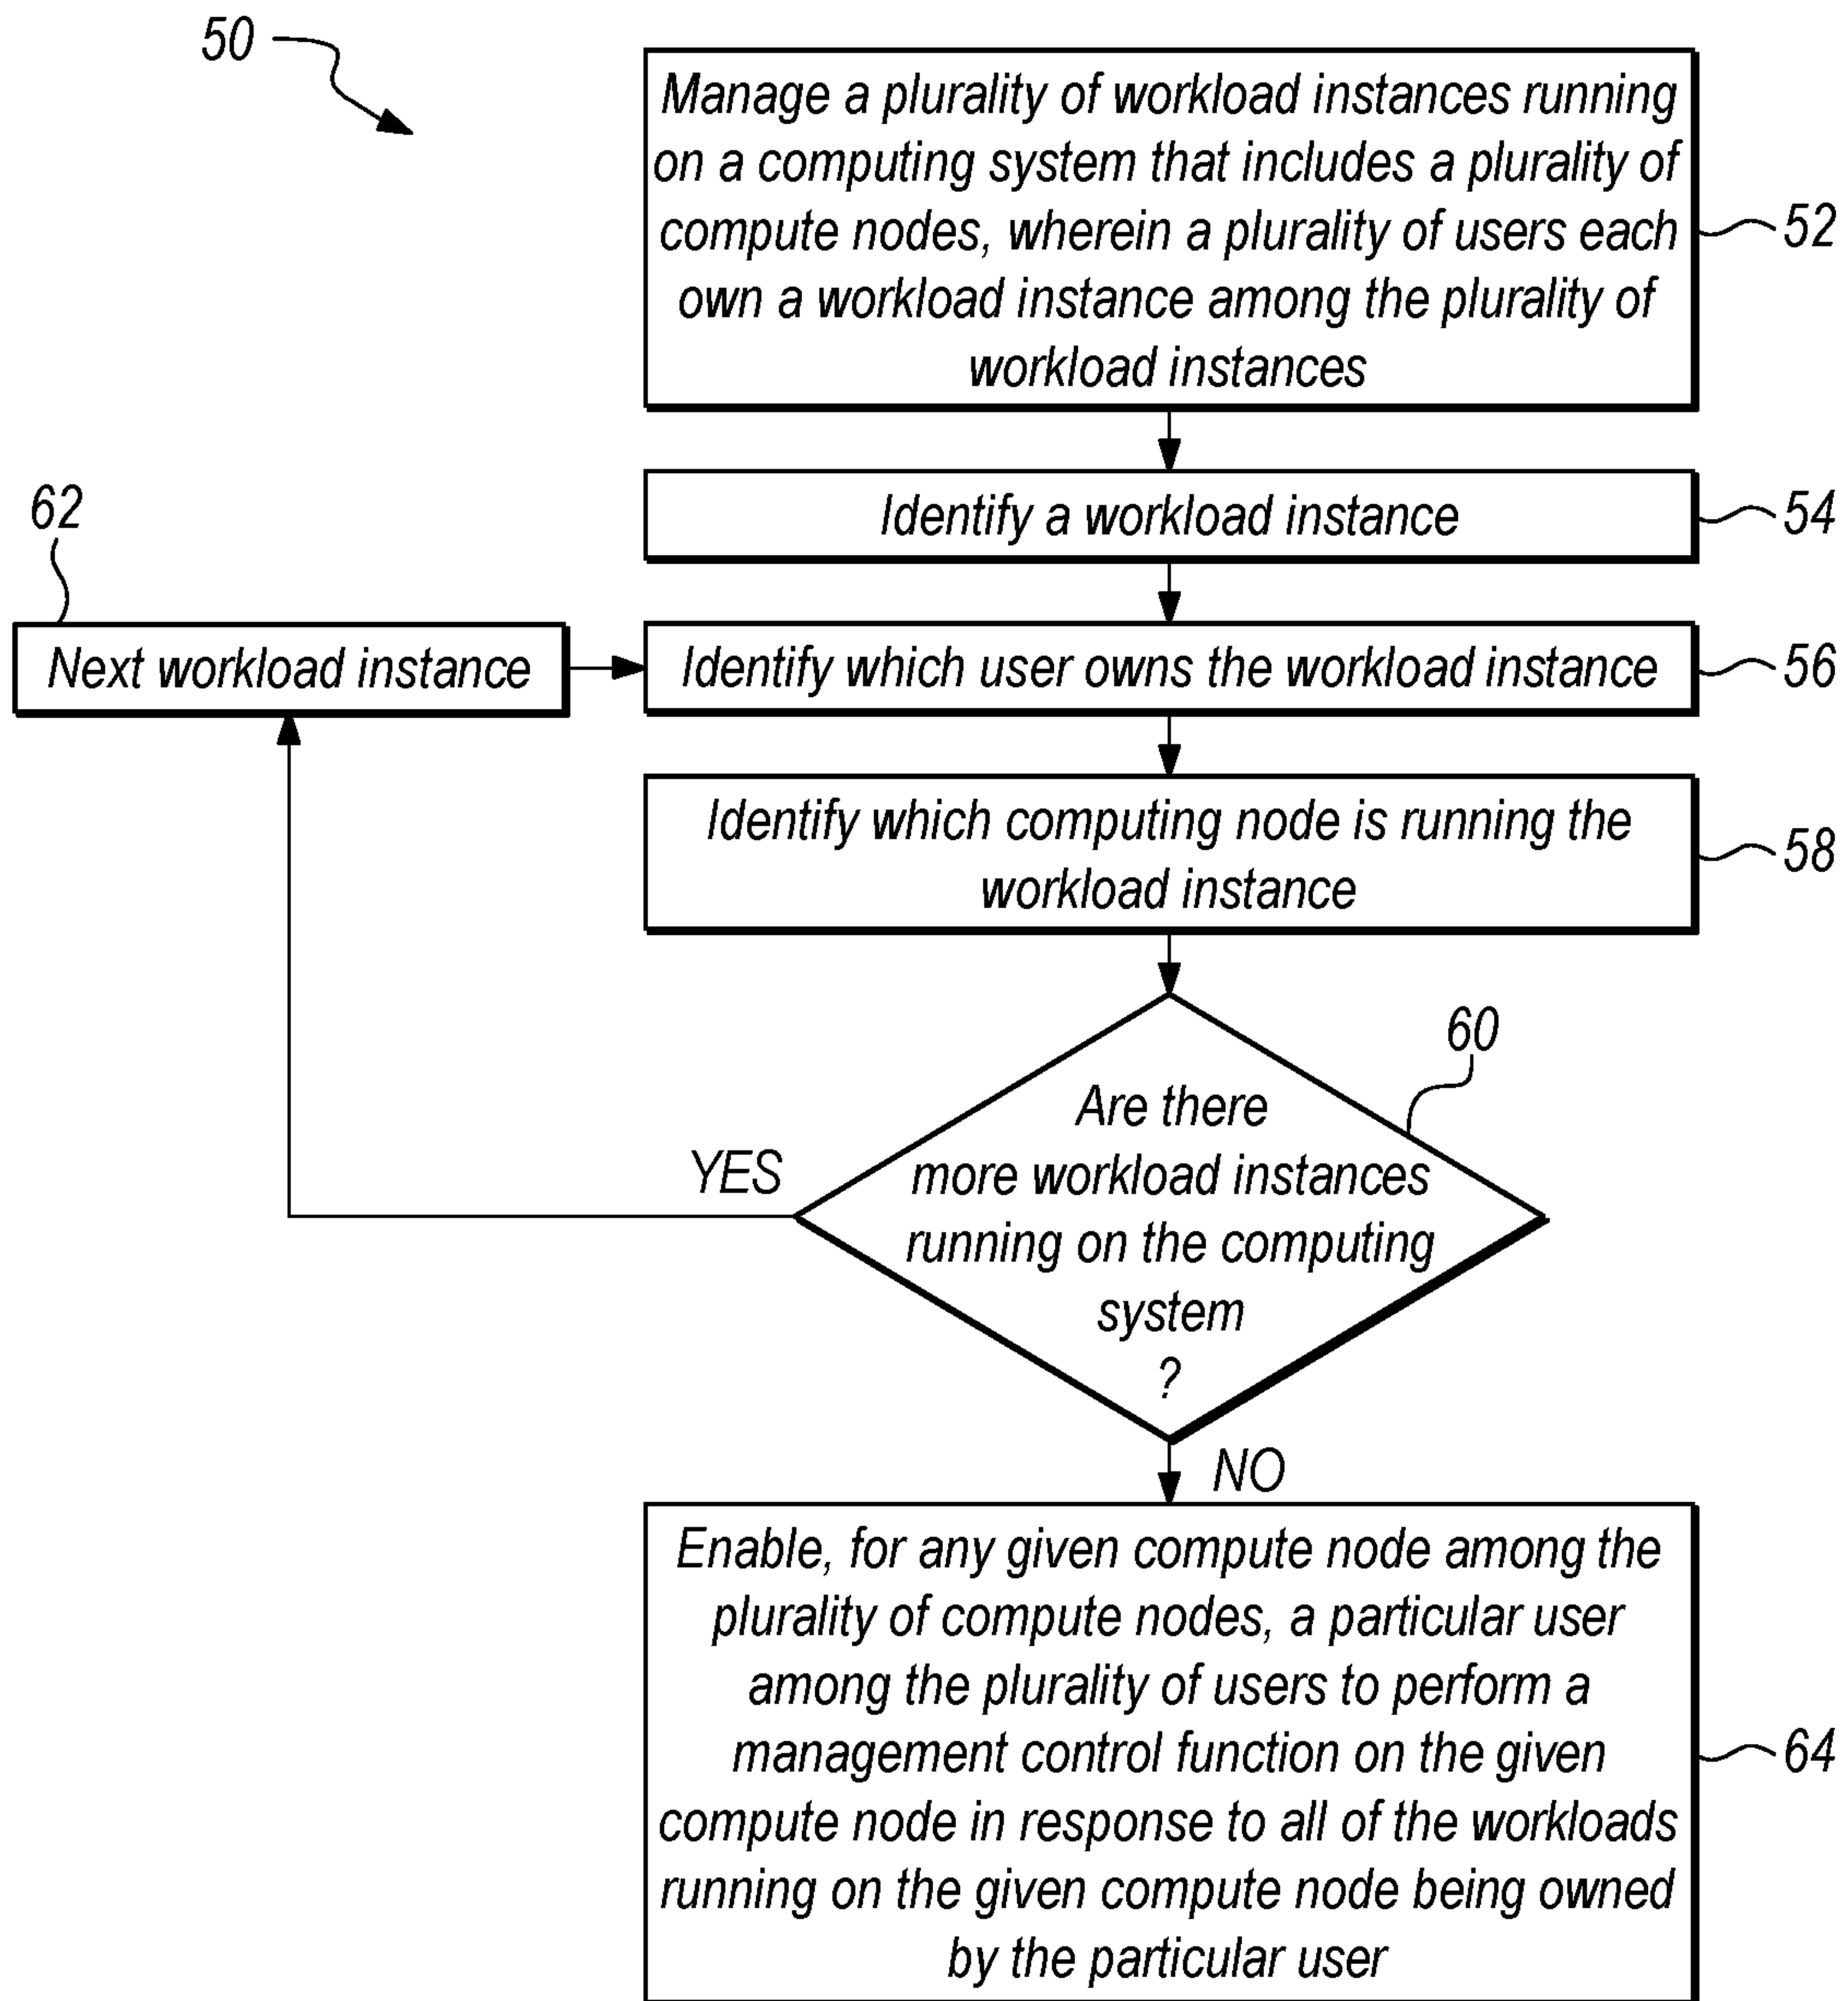 50
Manage a plurality of workload instances running
on a computing system that includes a plurality of
compute nodes, wherein a plurality of users each
own a workload instance among the plurality of
workload instances
52
Identify a workload instance
54
62
Next workload instance
Identify which user owns the workload instance
56
Identify which computing node is running the
workload instance
58
60
Are there
more workload instances
running on the computing
system
?
YES
NO
Enable, for any given compute node among the
plurality of compute nodes, a particular user
among the plurality of users to perform a
management control function on the given
compute node in response to all of the workloads
running on the given compute node being owned
by the particular user
64